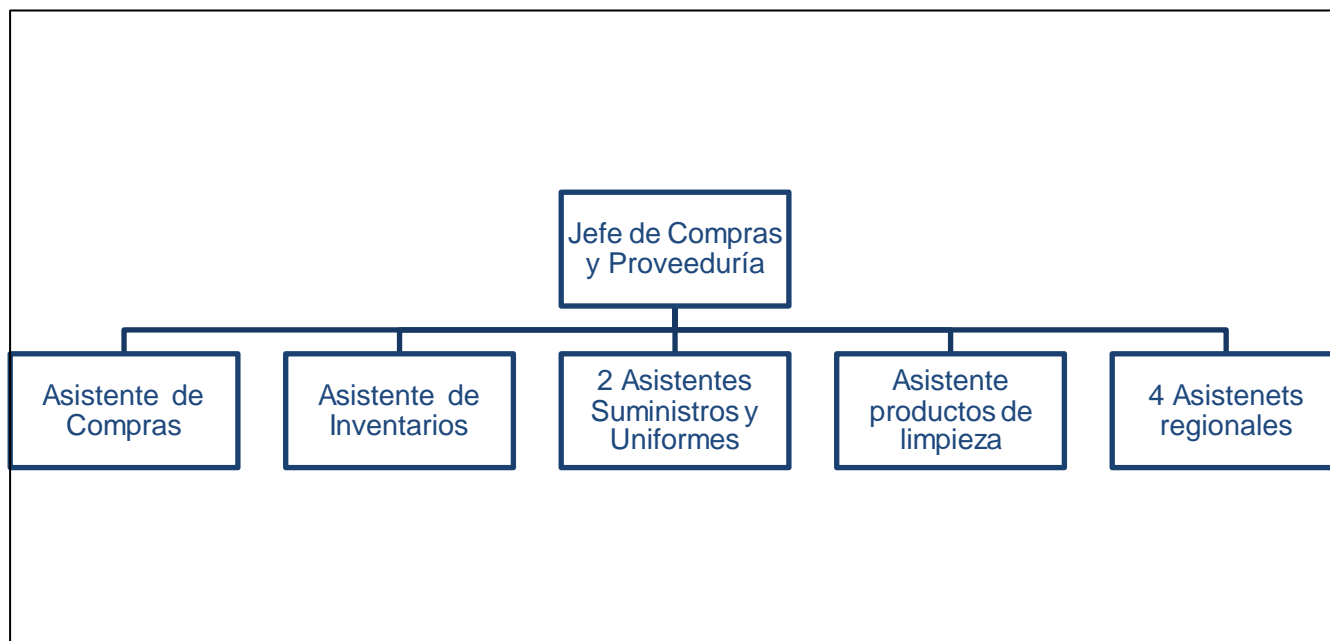 Jefe de Compras
y Proveeduría
Asistente de
Compras
Asistente de
Inventarios
2 Asistentes
Suministros y
Uniformes
Asistente
productos de
limpieza
4 Asistenets
regionales